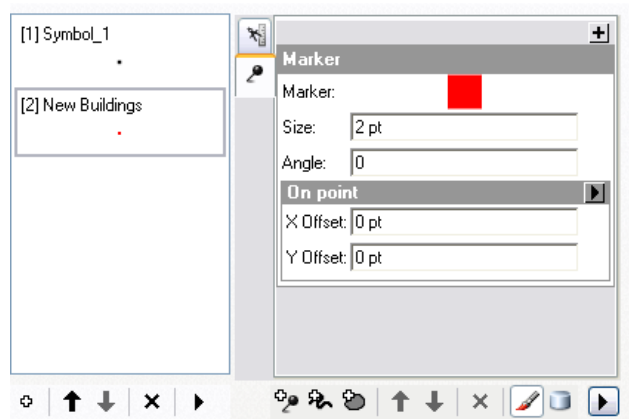 [1] Symbol_1
[2] New Buildings
Marker
Marker:
Size: 2 pt
Angle: 0
On point
X Offset: 0 pt
Y Offset: 0 pt